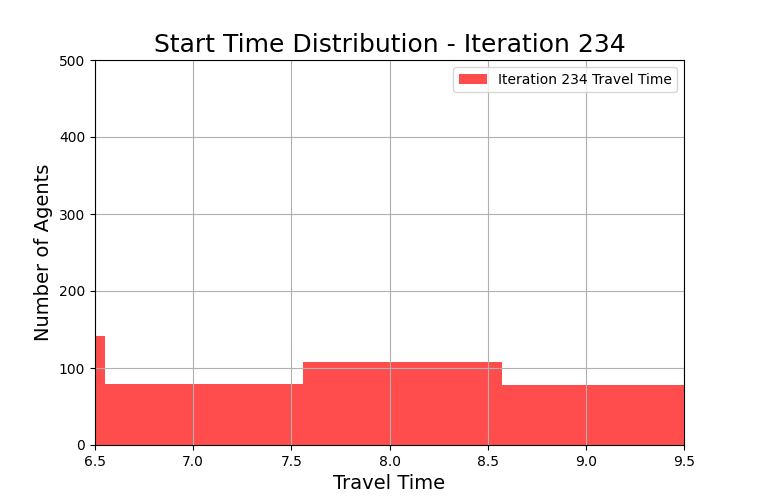 Start Time Distribution - Iteration 234
Iteration 234 Travel Time
500
400
300
200
100
0
Number of Agents
6.5 7.0 7.5 8.0 8.5 9.0 9.5
Travel Time